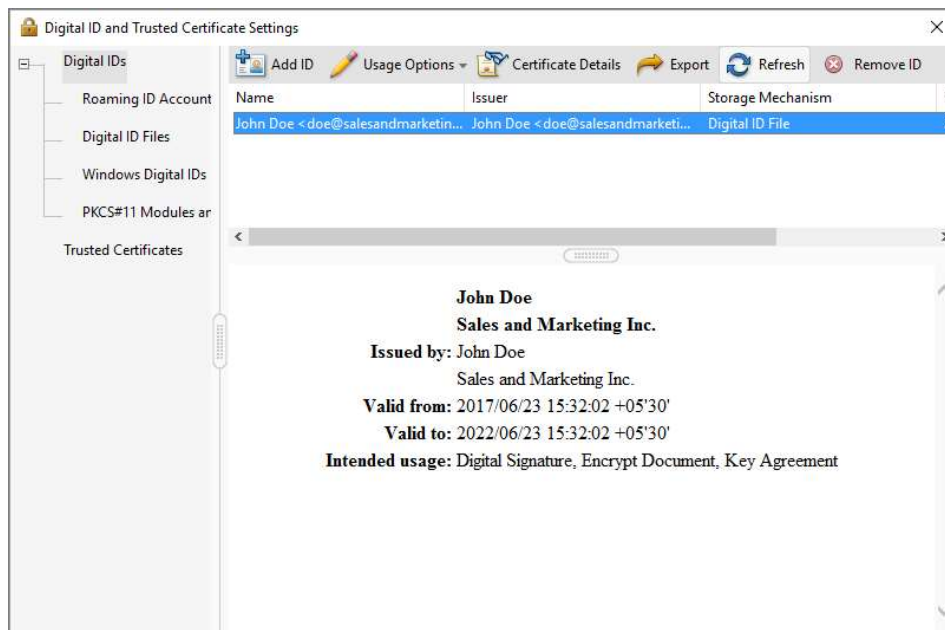 Digital ID and Trusted Certificate Settings
Digital IDs
Roaming ID Account
Digital ID Files
Windows Digital IDs
PKCS#11 Modules ar
Trusted Certificates
Add ID Usage Options Certificate Details Export Refresh Remove ID
Name Issuer Storage Mechanism
John Doe <doe@salesandmarketin... John Doe <doe@salesandmarketi... Digital ID File
John Doe
Sales and Marketing Inc.
Issued by: John Doe
Sales and Marketing Inc.
Valid from: 2017/06/23 15:32:02 +05'30'
Valid to: 2022/06/23 15:32:02 +05'30'
Intended usage: Digital Signature, Encrypt Document, Key Agreement